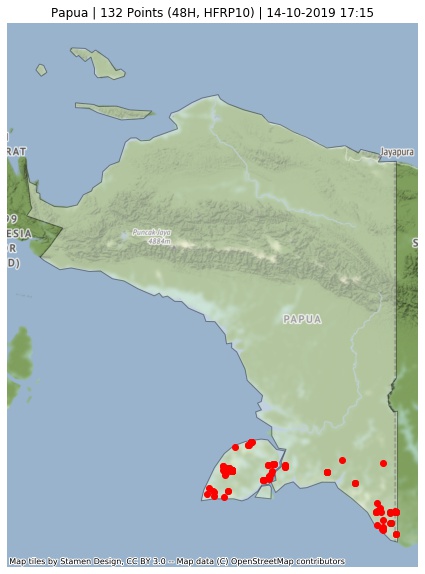 Papua | 132 Points (48H, HFRP10) | 14-10-2019 17:15
RAT
Jayapura
99
ESIA
R
D)
Puncak Jaya
4884m
S
PAPUA
Map tiles by Stamen Design, CC BY 3.0 -- Map data (C) OpenStreetMap contributors